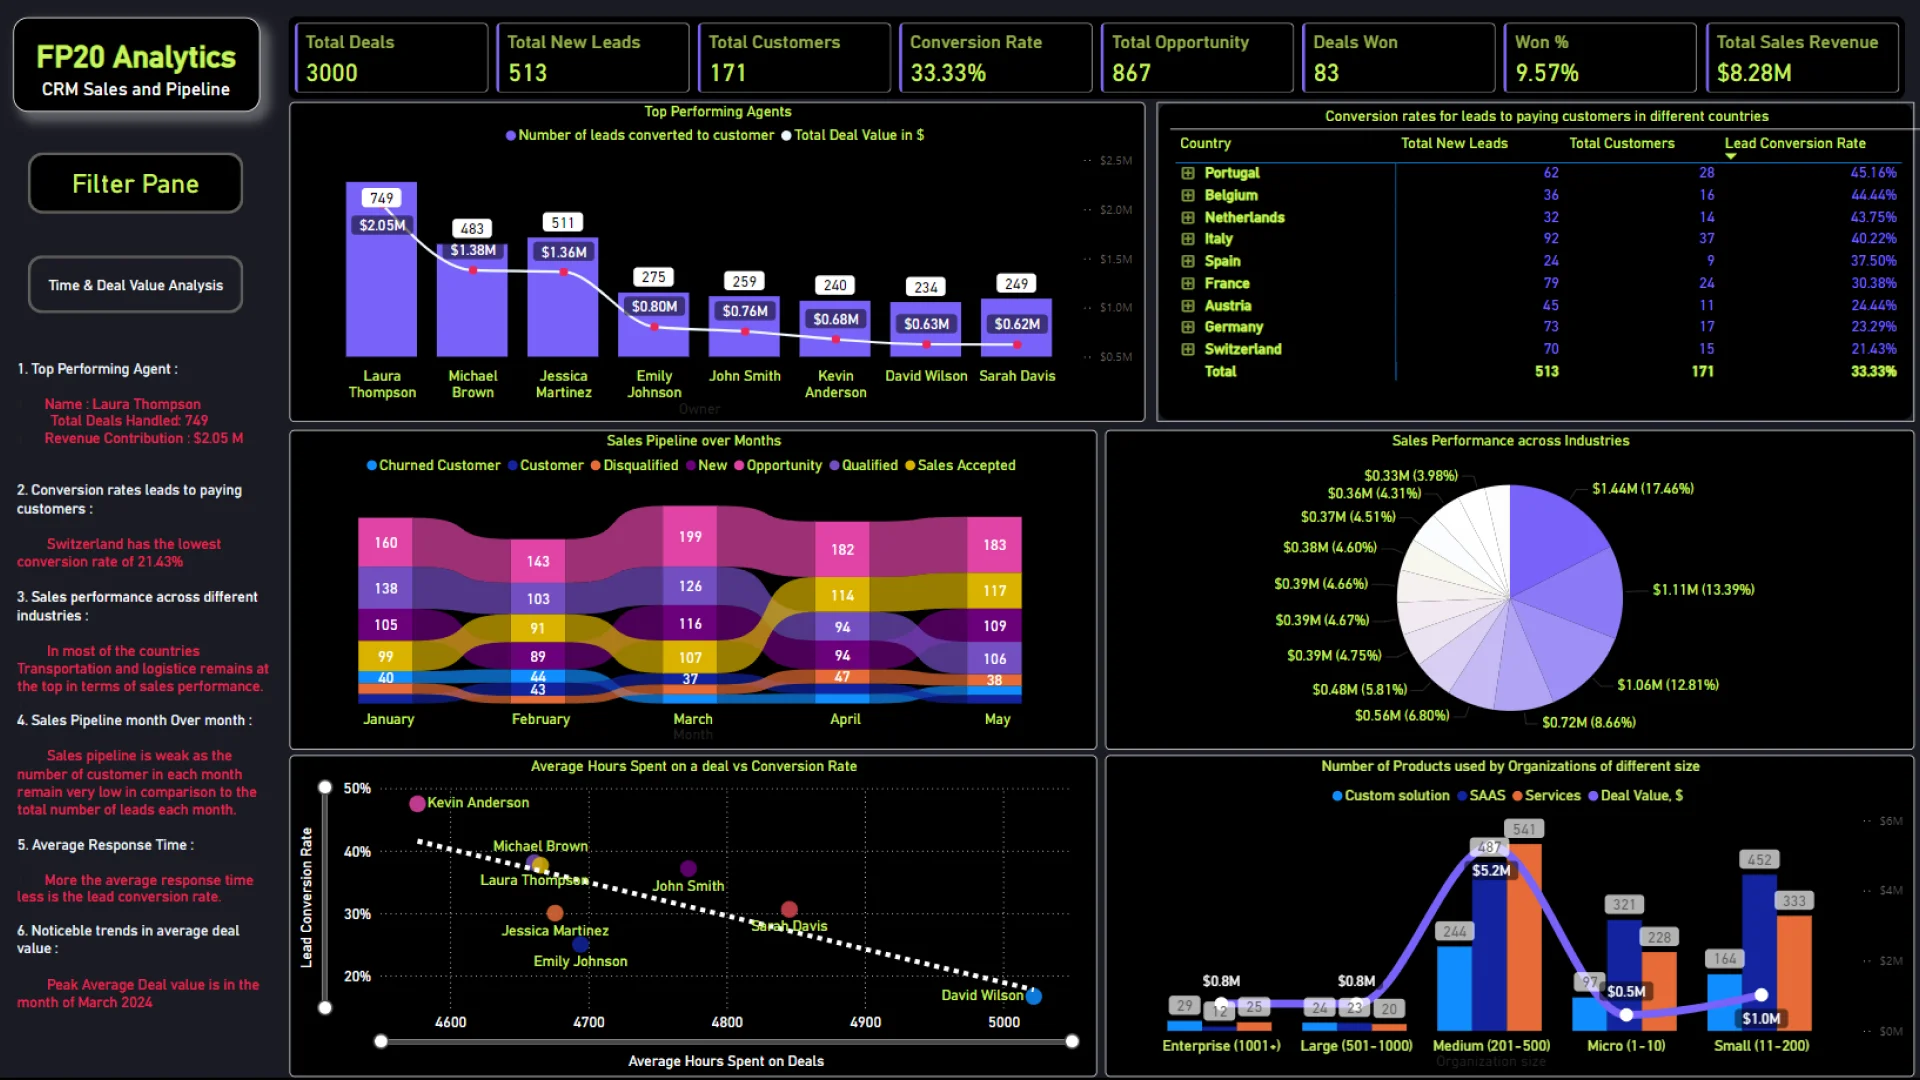 FP20 Analytics
CRM Sales and Pipeline
Total Deals
3000
Total New Leads
513
Total Customers
171
Conversion Rate
33.33%
Total Opportunity
867
Deals Won
83
Won %
9.57%
Total Sales Revenue
$8.28M
Filter Pane
Time & Deal Value Analysis
1. Top Performing Agent :
Name : Laura Thompson
Total Deals Handled: 749
Revenue Contribution : $2.05 M
2. Conversion rates leads to paying
customers :
Switzerland has the lowest
conversion rate of 21.43%
3. Sales performance across different
industries :
In most of the countries
Transportation and logistice remains at
the top in terms of sales performance.
4. Sales Pipeline month Over month :
Sales pipeline is weak as the
number of customer in each month
remain very low in comparison to the
total number of leads each month.
5. Average Response Time :
More the average response time
less is the lead conversion rate.
6. Noticeble trends in average deal
value :
Peak Average Deal value is in the
month of March 2024
Top Performing Agents
Number of leads converted to customer Total Deal Value in $
$2.5M
$2.0M
$1.5M
$1.0M
$0.5M
749
$2.05M
483
$1.38M
511
$1.36M
275
$0.80M
259
$0.76M
240
$0.68M
234
$0.63M
249
$0.62M
Laura Thompson
Michael Brown
Jessica Martinez
Emily Johnson
John Smith
Kevin Anderson
David Wilson
Sarah Davis
Owner
Conversion rates for leads to paying customers in different countries
Country Total New Leads Total Customers Lead Conversion Rate
Portugal 62 28 45.16%
Belgium 36 16 44.44%
Netherlands 32 14 43.75%
Italy 92 37 40.22%
Spain 24 9 37.50%
France 79 24 30.38%
Austria 45 11 24.44%
Germany 73 17 23.29%
Switzerland 70 15 21.43%
Total 513 171 33.33%
Sales Pipeline over Months
Churned Customer Customer Disqualified New Opportunity Qualified Sales Accepted
160
138
105
99
40
143
103
91
89
44
43
199
126
116
107
37
182
114
94
94
47
183
117
109
106
38
January February March April May
Month
Sales Performance across Industries
$1.44M (17.46%)
$1.11M (13.39%)
$1.06M (12.81%)
$0.72M (8.66%)
$0.56M (6.80%)
$0.48M (5.81%)
$0.39M (4.75%)
$0.39M (4.67%)
$0.39M (4.66%)
$0.38M (4.60%)
$0.37M (4.51%)
$0.36M (4.31%)
$0.33M (3.98%)
Average Hours Spent on a deal vs Conversion Rate
Lead Conversion Rate
50%
40%
30%
20%
Kevin Anderson
Michael Brown
Laura Thompson
John Smith
Jessica Martinez
Sarah Davis
Emily Johnson
David Wilson
4600 4700 4800 4900 5000
Average Hours Spent on Deals
Number of Products used by Organizations of different size
Custom solution SAAS Services Deal Value, $
$6M
$4M
$2M
$0M
29
12
25
$0.8M
24
23
20
$0.8M
244
487
541
$5.2M
97
321
228
$0.5M
164
452
333
$1.0M
Enterprise (1001+) Large (501-1000) Medium (201-500) Micro (1-10) Small (11-200)
Organization size